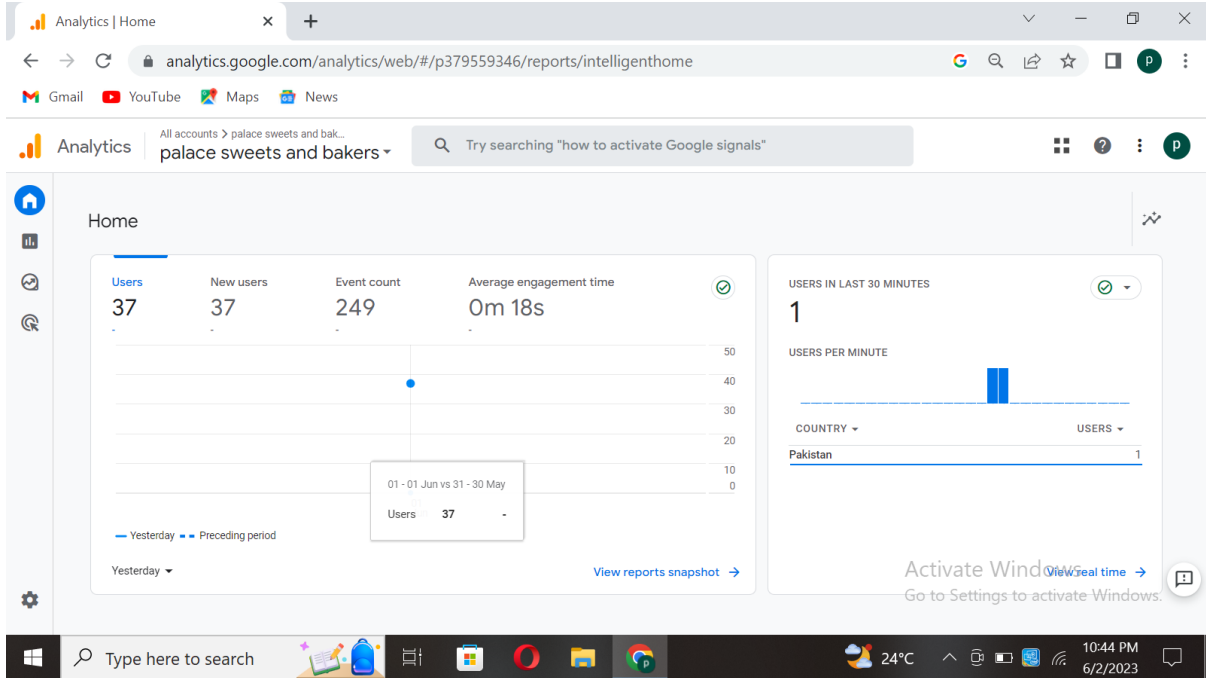 Analytics | Home
analytics.google.com/analytics/web/#/p379559346/reports/intelligenthome
Gmail YouTube Maps News
Analytics
All accounts > palace sweets and bak...
palace sweets and bakers
Try searching "how to activate Google signals"
P
Home
Users New users Event count Average engagement time
37 37 249 0m 18s
- - - -
50
40
30
20
10
0
01 - 01 Jun vs 31 - 30 May
Users 37 -
Yesterday Preceding period
Yesterday
View reports snapshot →
USERS IN LAST 30 MINUTES
1
USERS PER MINUTE
COUNTRY USERS
Pakistan 1
View real time →
Activate Windows
Go to Settings to activate Windows.
Type here to search
24°C
10:44 PM
6/2/2023